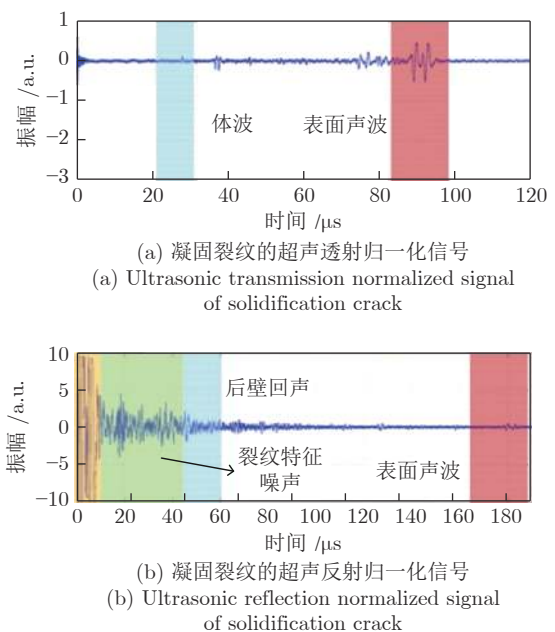 1
0
-1
-2
-3
振幅 /a.u.
体波
表面声波
0 20 40 60 80 100 120
时间 /μs
(a) 凝固裂纹的超声透射归一化信号
(a) Ultrasonic transmission normalized signal
of solidification crack
10
5
0
-5
-10
振幅 /a.u.
后壁回声
裂纹特征
噪声
表面声波
0 20 40 60 80 100 120 140 160 180
时间 /μs
(b) 凝固裂纹的超声反射归一化信号
(b) Ultrasonic reflection normalized signal
of solidification crack